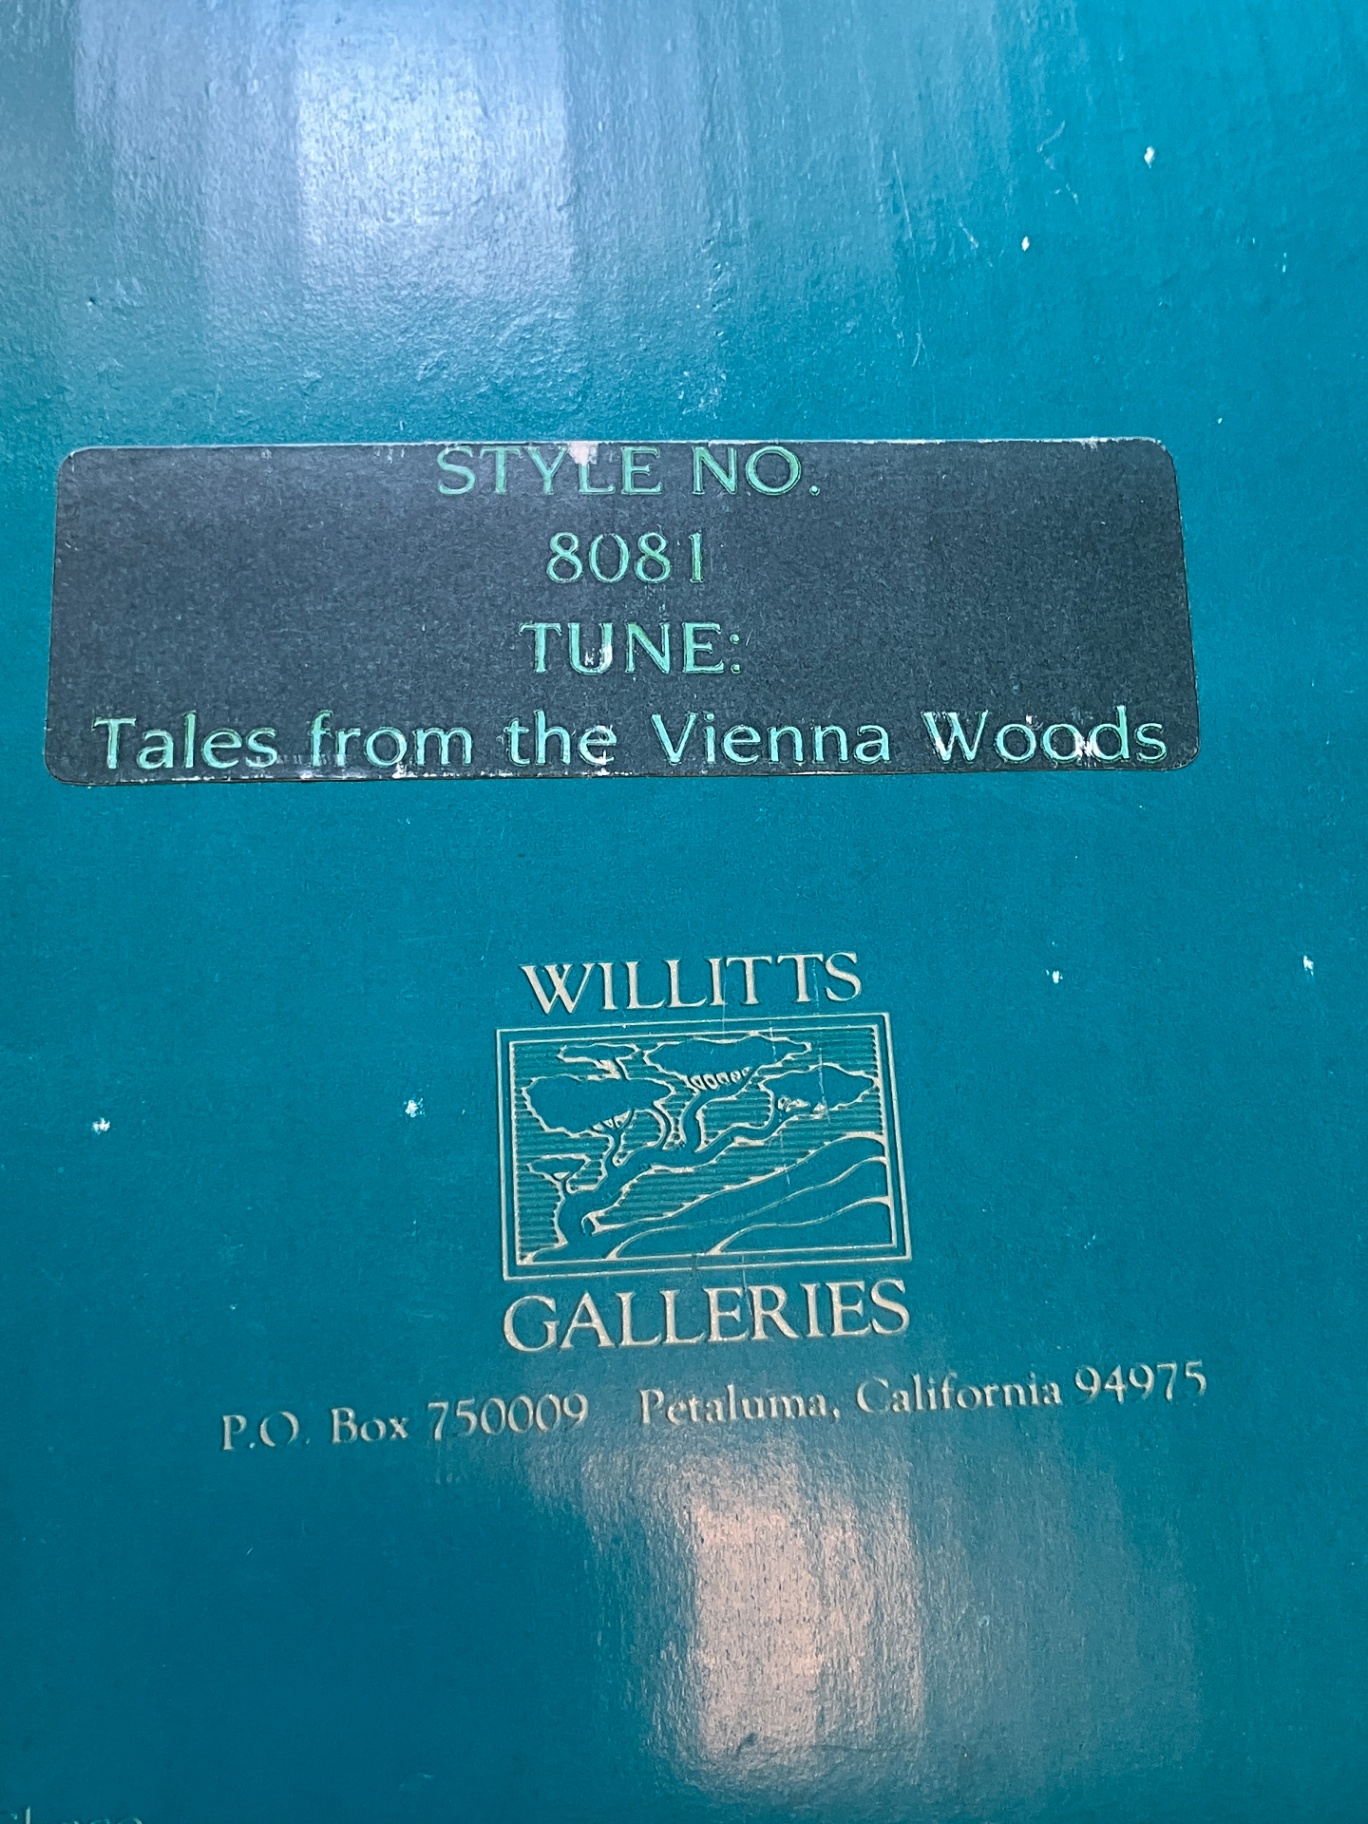 STYLE NO.
8081
TUNE:
Tales from the Vienna Woods
WILLITTS
GALLERIES
P.O. Box 750009 Petaluma, California 94975